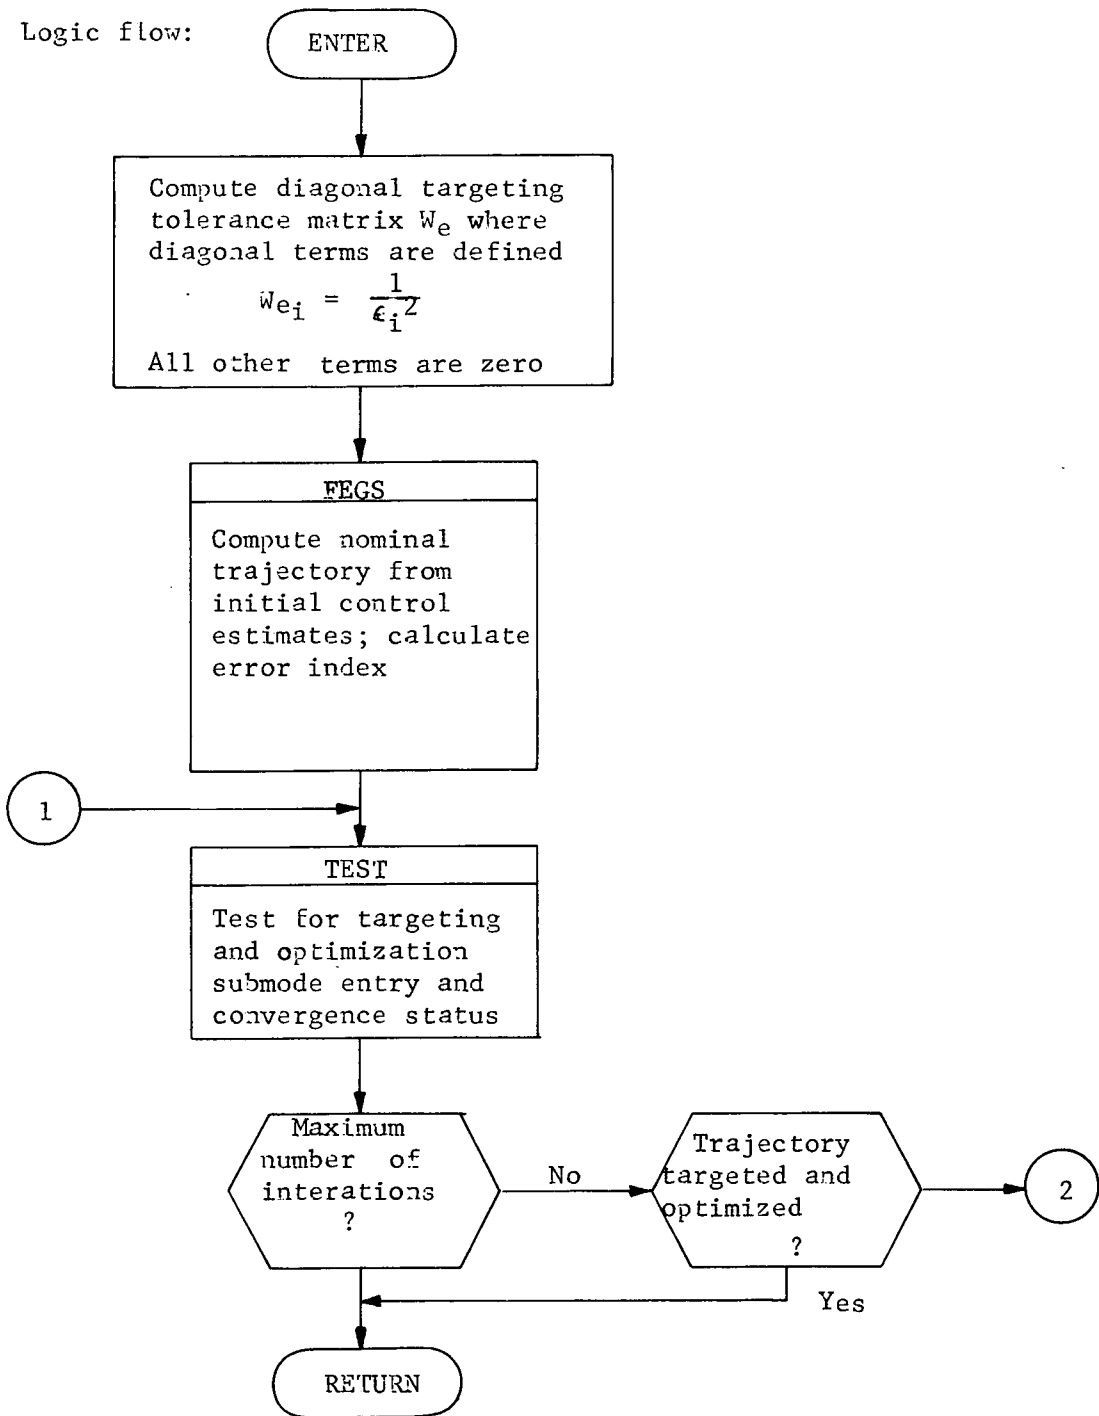 Logic flow:
ENTER
Compute diagonal targeting
tolerance matrix We where
diagonal terms are defined
Wei = 1/ϵi2
All other terms are zero
FEGS
Compute nominal
trajectory from
initial control
estimates; calculate
error index
1
TEST
Test for targeting
and optimization
submode entry and
convergence status
Maximum
number of
interations
?
No
Trajectory
targeted and
optimized
?
2
Yes
RETURN